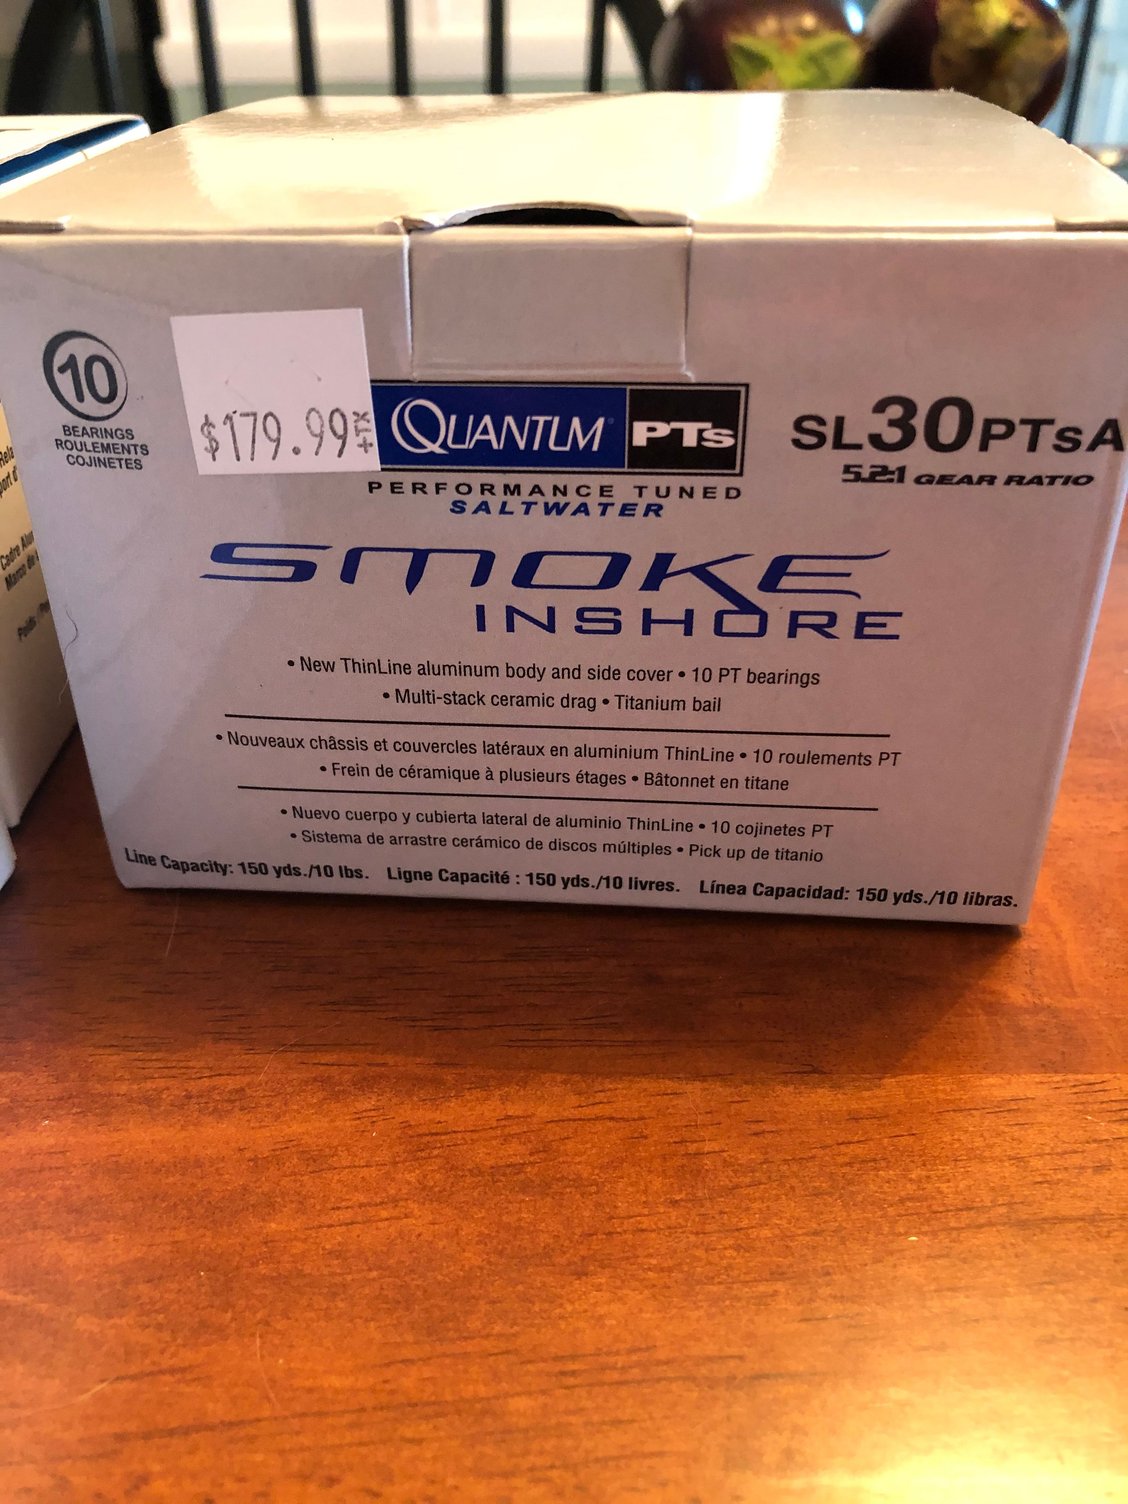 10
BEARINGS
ROULEMENTS
COJINETES
$179.99
QUANTUM PTs
PERFORMANCE TUNED
SALTWATER
SL30PTsA
5.2:1 GEAR RATIO
SMOKE
INSHORE
• New ThinLine aluminum body and side cover • 10 PT bearings
• Multi-stack ceramic drag • Titanium bail
• Nouveaux châssis et couvercles latéraux en aluminium ThinLine • 10 roulements PT
• Frein de céramique à plusieurs étages • Bâtonnet en titane
• Nuevo cuerpo y cubierta lateral de aluminio ThinLine • 10 cojinetes PT
• Sistema de arrastre cerámico de discos múltiples • Pick up de titanio
Line Capacity: 150 yds./10 lbs. Ligne Capacité : 150 yds./10 livres. Línea Capacidad: 150 yds./10 libras.